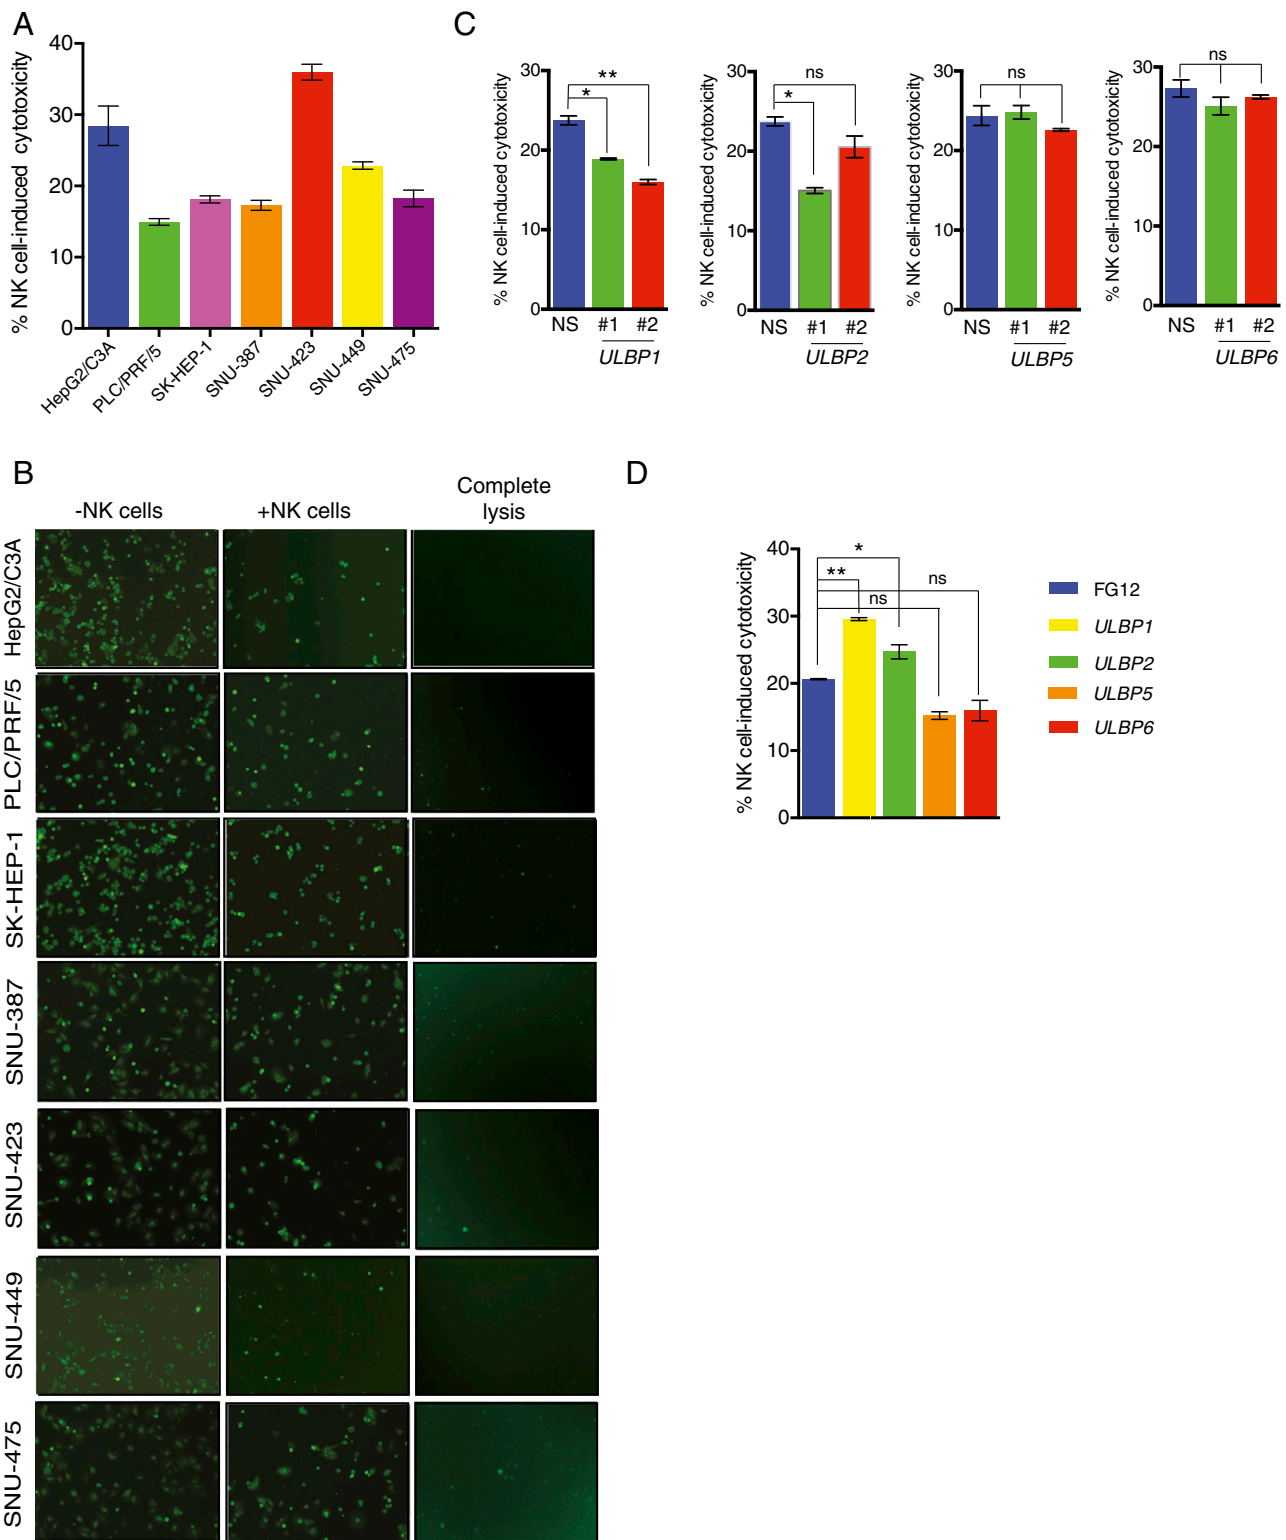 A
% NK cell-induced cytotoxicity
40
30
20
10
0
HepG2/C3A
PLC/PRF/5
SK-HEP-1
SNU-387
SNU-423
SNU-449
SNU-475
C
% NK cell-induced cytotoxicity
30
20
10
0
**
*
NS #1 #2
ULBP1
% NK cell-induced cytotoxicity
30
20
10
0
ns
*
NS #1 #2
ULBP2
% NK cell-induced cytotoxicity
30
20
10
0
ns
NS #1 #2
ULBP5
% NK cell-induced cytotoxicity
30
20
10
0
ns
NS #1 #2
ULBP6
B
-NK cells
+NK cells
Complete
lysis
HepG2/C3A
PLC/PRF/5
SK-HEP-1
SNU-387
SNU-423
SNU-449
SNU-475
D
% NK cell-induced cytotoxicity
40
30
20
10
0
*
**
ns
ns
FG12
ULBP1
ULBP2
ULBP5
ULBP6